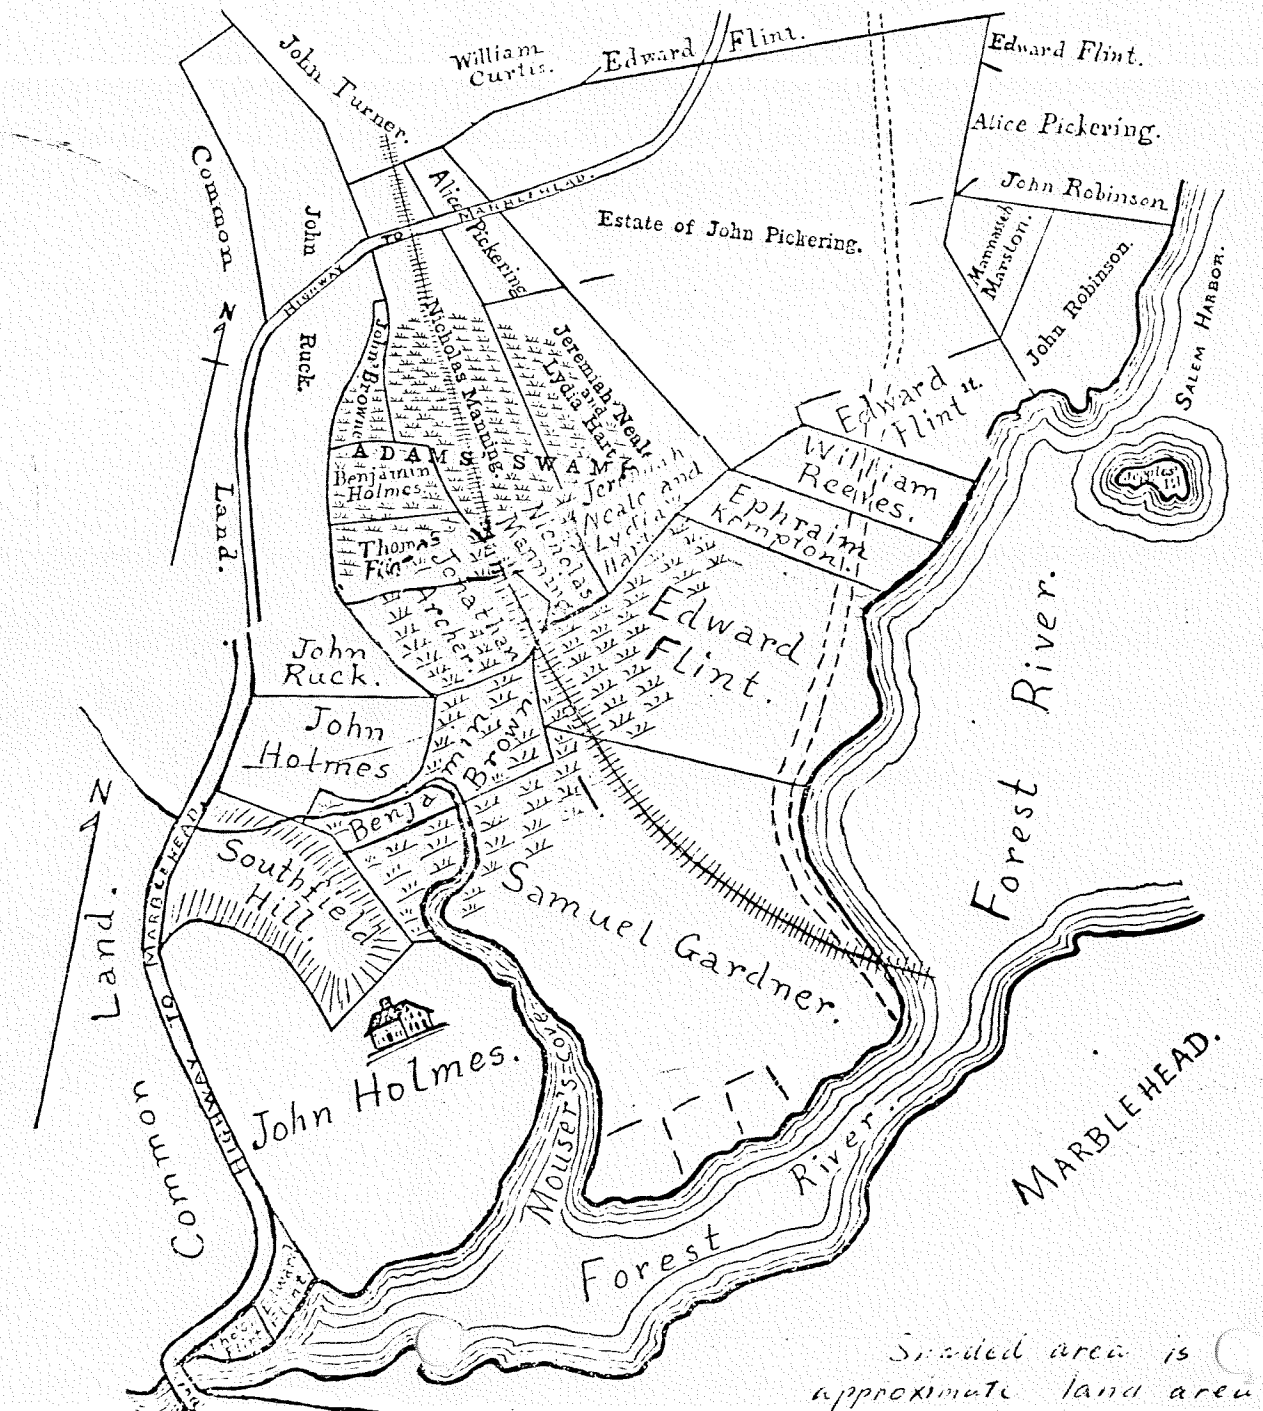 John Turner.
William
Curtis.
Edward Flint.
Edward Flint.
Alice Pickering.
John Robinson
Mannasseh
Marston.
John Robinson.
SALEM HARBOR.
Common
Land.
John
Ruck.
HIGHWAY TO MARBLEHEAD.
Alice
Pickering
Estate of John Pickering.
N
John Browne
Nicholas Manning
Jeremiah Neale
and
Lydia Hart
ADAMS SWAMP
Benjamin
Holmes
Thomas
Flint
Jonathan
Archer.
Nicholas
Manning
Jeremiah
Neale and
Lydia
Hart
Edward
Flint
William
Reeves.
Ephraim
Kempton.
Edward
Flint.
John
Ruck.
John
Holmes
Benjamin
Brown
Southfield
Hill.
Samuel Gardner.
Forest River.
N
Common Land.
HIGHWAY TO MARBLEHEAD.
John Holmes.
Mouser's Cove
Forest River.
MARBLEHEAD.
Edward
Flint
Shaded area is
approximate land area